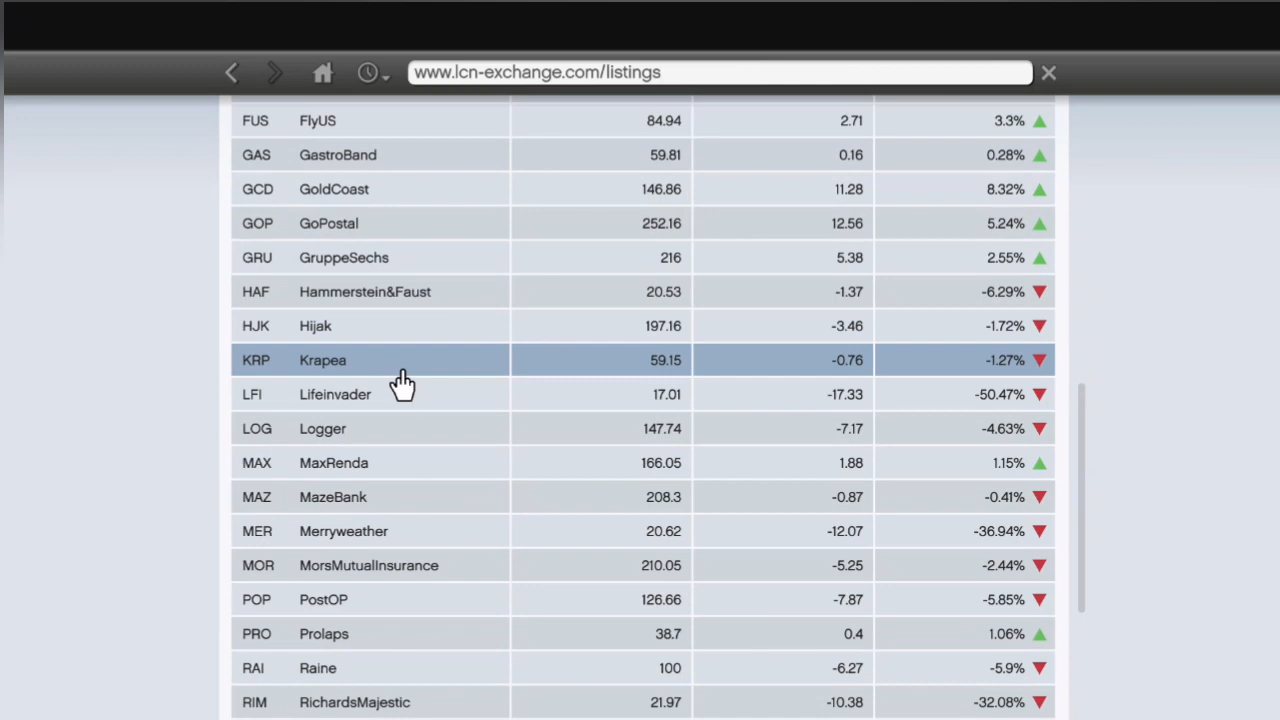 www.lcn-exchange.com/listings
FUS FlyUS 84.94 2.71 3.3%
GAS GastroBand 59.81 0.16 0.28%
GCD GoldCoast 146.86 11.28 8.32%
GOP GoPostal 252.16 12.56 5.24%
GRU GruppeSechs 216 5.38 2.55%
HAF Hammerstein&Faust 20.53 -1.37 -6.29%
HJK Hijak 197.16 -3.46 -1.72%
KRP Krapea 59.15 -0.76 -1.27%
LFI Lifeinvader 17.01 -17.33 -50.47%
LOG Logger 147.74 -7.17 -4.63%
MAX MaxRenda 166.05 1.88 1.15%
MAZ MazeBank 208.3 -0.87 -0.41%
MER Merryweather 20.62 -12.07 -36.94%
MOR MorsMutualInsurance 210.05 -5.25 -2.44%
POP PostOP 126.66 -7.87 -5.85%
PRO Prolaps 38.7 0.4 1.06%
RAI Raine 100 -6.27 -5.9%
RIM RichardsMajestic 21.97 -10.38 -32.08%